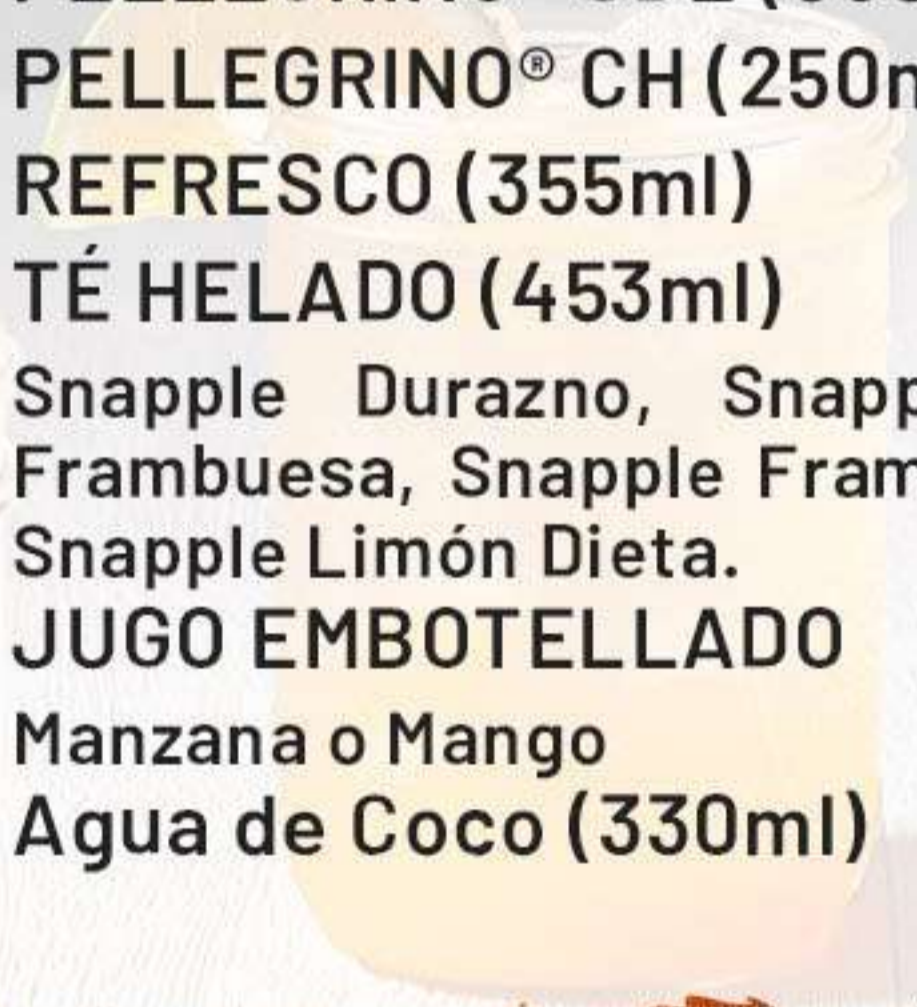 PELLEGRINO® CH (250
REFRESCO (355ml)
TÉ HELADO (453ml)
Snapple Durazno,
Frambuesa, Snapple
Snapple Limón Dieta.
JUGO EMBOTELLADO
Manzana o Mango
Agua de Coco (330ml)